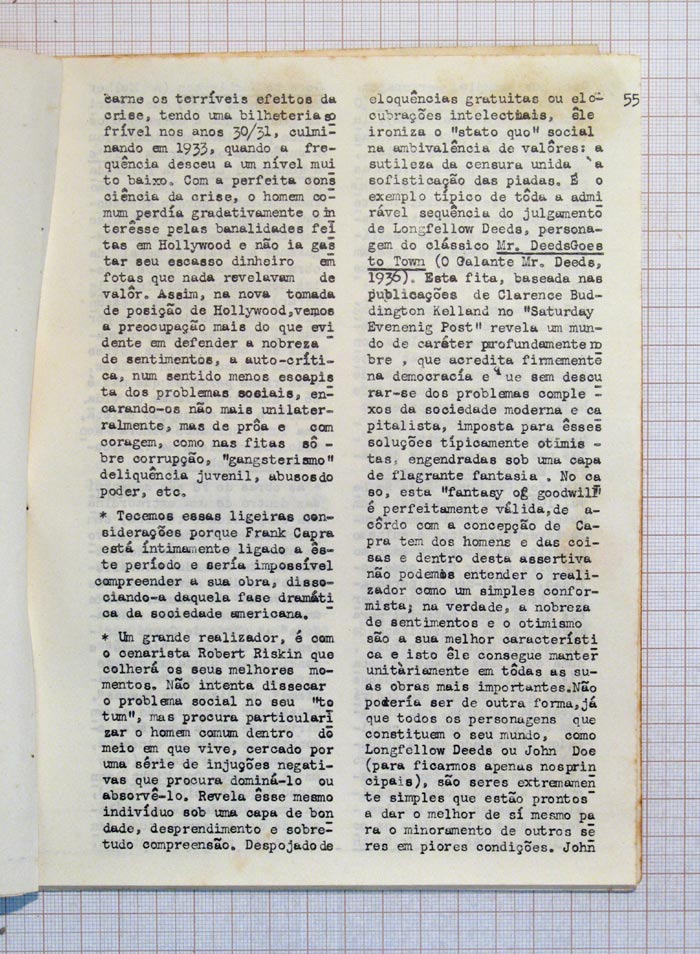 carne os terríveis efeitos da
crise, tendo uma bilheteria so
frível nos anos 30/31, culmi
nando em 1933, quando a fre-
quência desceu a um nível mui
to baixo. Com a perfeita cons
ciência da crise, o homem co-
mum perdía gradativamente o in
terêsse pelas banalidades fei
tas em Hollywood e não ia gas
tar seu escasso dinheiro em
fotas que nada revelavam de
valôr. Assim, na nova tomada
de posição de Hollywood,vemos
a preocupação mais do que evi
dente em defender a nobreza
de sentimentos, a auto-críti-
ca, num sentido menos escapis
ta dos problemas sosiais, en-
carando-os não mais unilater-
ralmente, mas de prôa e com
coragem, como nas fitas sô -
bre corrupção, "gangsterismo"
deliquência juvenil, abusosdo
poder, etc.
* Tecemos essas ligeiras con-
siderações porque Frank Capra
está íntimamente ligado a ês-
te período e sería impossível
compreender a sua obra, disso-
ciando-a daquela fase dramáti
ca da sociedade americana.
* Um grande realizador, é com
o cenarista Robert Riskin que
colherá os seus melhores mo-
mentos. Não intenta dissecar
o problema social no seu "to
tum", mas procura particulari
zar o homem comum dentro do
meio em que vive, cercado por
uma série de injuções negati-
vas que procura dominá-lo ou
absorvê-lo. Revela êsse mesmo
indivíduo sob uma capa de bon
dade, desprendimento e sobre-
tudo compreensão. Despojado de
55
eloquências gratuitas ou elo-
cubrações intelectuais, êle
ironiza o "stato quo" social
na ambivalência de valôres: a
sutileza da censura unida `a
sofisticação das piadas. É o
exemplo típico de tôda a admi
rável sequência do julgamento
de Longfellow Deeds, persona-
gem do clássico Mr. DeedsGoes
to Town (O Galante Mr. Deeds,
1936). Esta fita, baseada nas
publicações de Clarence Bud-
dington Kelland no "Saturday
Evenenig Post" revela um mun-
do de caráter profundamente no
bre , que acredita firmemente
na democracía e que sem descu
rar-se dos problemas comple -
xos da sociedade moderna e ca
pitalista, imposta para êsses
soluções típicamente otimis -
tas, engendradas sob uma capa
de flagrante fantasia . No ca
so, esta "fantasy og goodwill"
é perfeitamente válida,de a-
côrdo com a concepção de Ca-
pra tem dos homens e das coi-
sas e dentro desta assertiva
não podemos entender o reali-
zador como um simples confor-
mista; na verdade, a nobreza
de sentimentos e o otimismo
são a sua melhor característi
ca e isto êle consegue manter
unitàriamente em tôdas as su-
as obras mais importantes.Não
poderia ser de outra forma,já
que todos os personagens que
constituem o seu mundo, como
Longfellow Deeds ou John Doe
(para ficarmos apenas nosprin
cipais), são seres extremamen
te simples que estão prontos
a dar o melhor de sí mesmo pa
ra o minoramento de outros se
res em piores condições. John